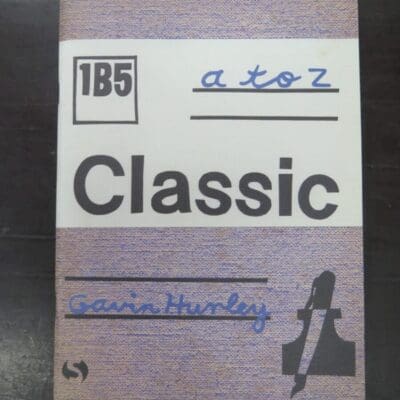 1B5
a to z
Classic
Gavin Hurley
S